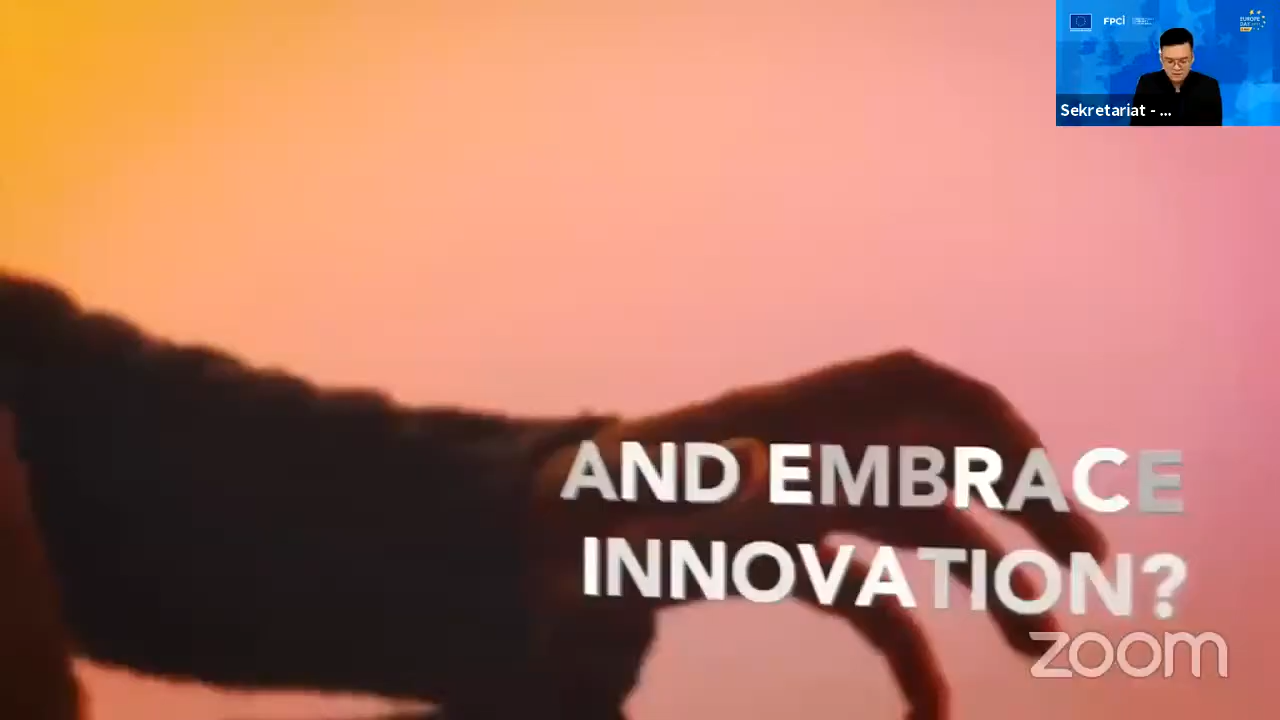 FPCI
EUROPE
DAY
Sekretariat - ...
AND EMBRACE
INNOVATION?
zoom